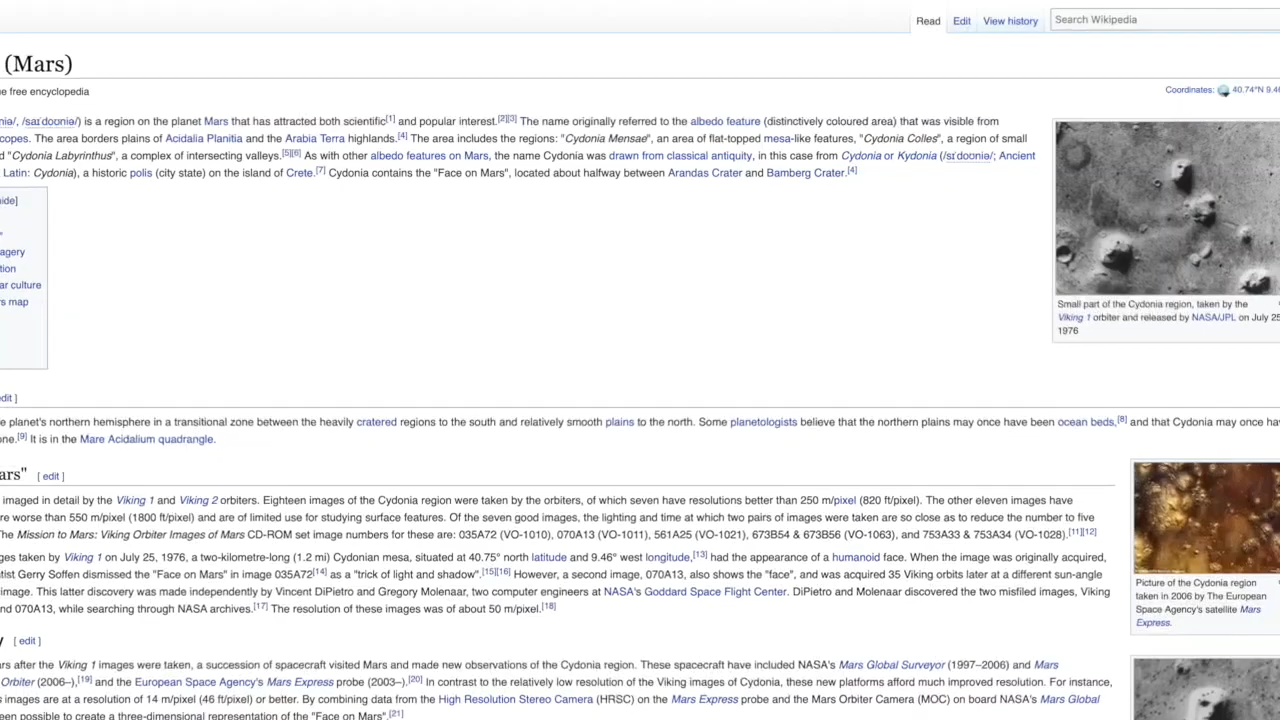 Read Edit View history Search Wikipedia
(Mars)
free encyclopedia
Coordinates: 40.74°N
/saɪˈdoʊniə/) is a region on the planet Mars that has attracted both scientific[1] and popular interest.[2][3] The name originally referred to the albedo feature (distinctively coloured area) that was visible from
The area borders plains of Acidalia Planitia and the Arabia Terra highlands.[4] The area includes the regions: "Cydonia Mensae", an area of flat-topped mesa-like features, "Cydonia Colles", a region of small
"Cydonia Labyrinthus", a complex of intersecting valleys.[5][6] As with other albedo features on Mars, the name Cydonia was drawn from classical antiquity, in this case from Cydonia or Kydonia (/sɪˈdoʊniə/; Ancient
Latin: Cydonia), a historic polis (city state) on the island of Crete.[7] Cydonia contains the "Face on Mars", located about halfway between Arandas Crater and Bamberg Crater.[4]
ide]
"
agery
tion
ar culture
s map
Small part of the Cydonia region, taken by the
Viking 1 orbiter and released by NASA/JPL on July 25
1976
edit ]
planet's northern hemisphere in a transitional zone between the heavily cratered regions to the south and relatively smooth plains to the north. Some planetologists believe that the northern plains may once have been ocean beds,[8] and that Cydonia may once ha
one.[9] It is in the Mare Acidalium quadrangle.
ars" [ edit ]
imaged in detail by the Viking 1 and Viking 2 orbiters. Eighteen images of the Cydonia region were taken by the orbiters, of which seven have resolutions better than 250 m/pixel (820 ft/pixel). The other eleven images have
re worse than 550 m/pixel (1800 ft/pixel) and are of limited use for studying surface features. Of the seven good images, the lighting and time at which two pairs of images were taken are so close as to reduce the number to five
The Mission to Mars: Viking Orbiter Images of Mars CD-ROM set image numbers for these are: 035A72 (VO-1010), 070A13 (VO-1011), 561A25 (VO-1021), 673B54 & 673B56 (VO-1063), and 753A33 & 753A34 (VO-1028).[11][12]
ges taken by Viking 1 on July 25, 1976, a two-kilometre-long (1.2 mi) Cydonian mesa, situated at 40.75° north latitude and 9.46° west longitude,[13] had the appearance of a humanoid face. When the image was originally acquired,
tist Gerry Soffen dismissed the "Face on Mars" in image 035A72[14] as a "trick of light and shadow".[15][16] However, a second image, 070A13, also shows the "face", and was acquired 35 Viking orbits later at a different sun-angle
image. This latter discovery was made independently by Vincent DiPietro and Gregory Molenaar, two computer engineers at NASA's Goddard Space Flight Center. DiPietro and Molenaar discovered the two misfiled images, Viking
nd 070A13, while searching through NASA archives.[17] The resolution of these images was of about 50 m/pixel.[18]
Picture of the Cydonia region
taken in 2006 by The European
Space Agency's satellite Mars
Express.
y [ edit ]
ars after the Viking 1 images were taken, a succession of spacecraft visited Mars and made new observations of the Cydonia region. These spacecraft have included NASA's Mars Global Surveyor (1997–2006) and Mars
Orbiter (2006–),[19] and the European Space Agency's Mars Express probe (2003–).[20] In contrast to the relatively low resolution of the Viking images of Cydonia, these new platforms afford much improved resolution. For instance,
s images are at a resolution of 14 m/pixel (46 ft/pixel) or better. By combining data from the High Resolution Stereo Camera (HRSC) on the Mars Express probe and the Mars Orbiter Camera (MOC) on board NASA's Mars Global
een possible to create a three-dimensional representation of the "Face on Mars".[21]